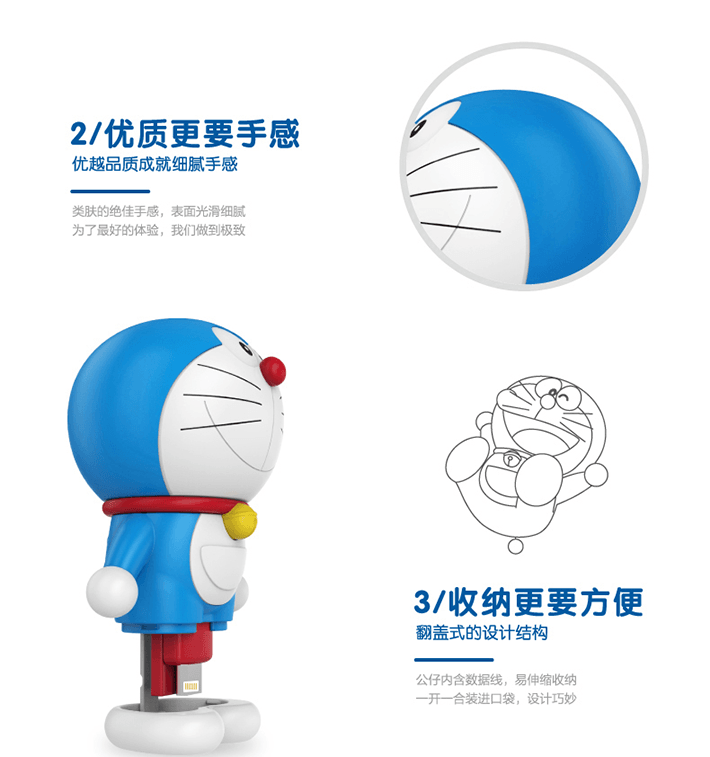 2/优质更要手感
优越品质成就细腻手感
类肤的绝佳手感，表面光滑细腻
为了最好的体验，我们做到极致
3/收纳更要方便
翻盖式的设计结构
公仔内含数据线，易伸缩收纳
一开一合装进口袋，设计巧妙